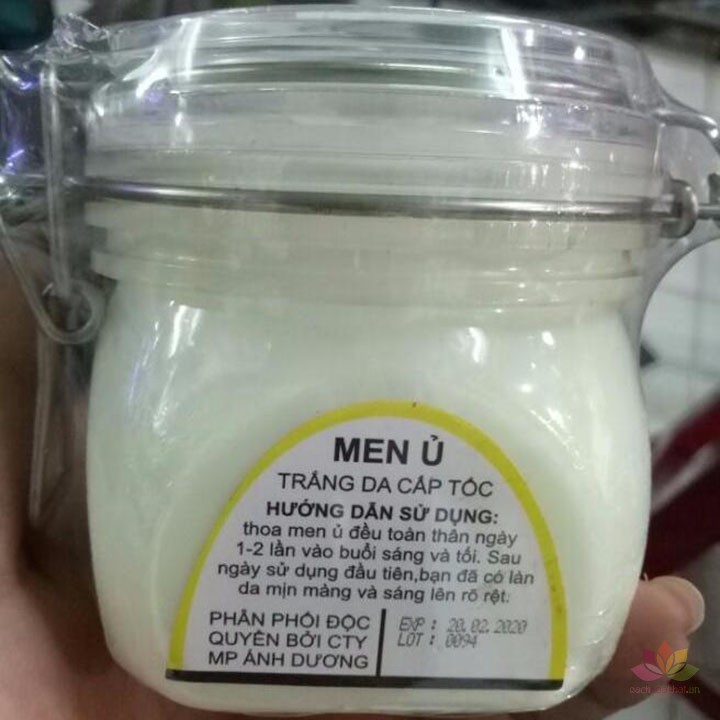 MEN Ủ
TRẮNG DA CẤP TỐC
HƯỚNG DẪN SỬ DỤNG:
thoa men ủ đều toàn thân ngày
1-2 lần vào buổi sáng và tối. Sau
ngày sử dụng đầu tiên,bạn đã có làn
da mịn màng và sáng lên rõ rệt.
PHÂN PHỐI ĐỘC
QUYỀN BỞI CTY
MP ÁNH DƯƠNG
EXP : 20.02.2020
LOT : 0094